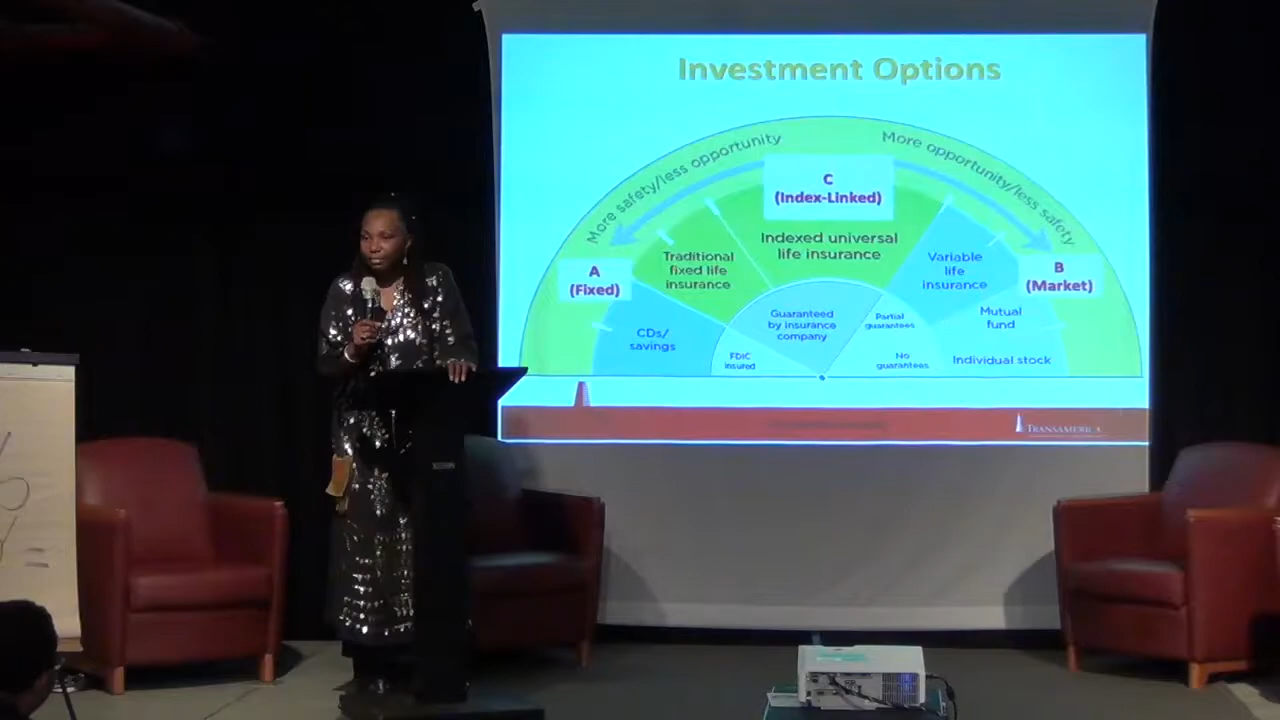 Investment Options
More safety/less opportunity
More opportunity/less safety
C
(Index-Linked)
Indexed universal
life insurance
Traditional
fixed life
insurance
Variable
life
insurance
A
(Fixed)
B
(Market)
CDs/
savings
Guaranteed
by insurance
company
Partial
guarantees
Mutual
fund
FDIC
insured
No
guarantees
Individual stock
TRANSAMERICA